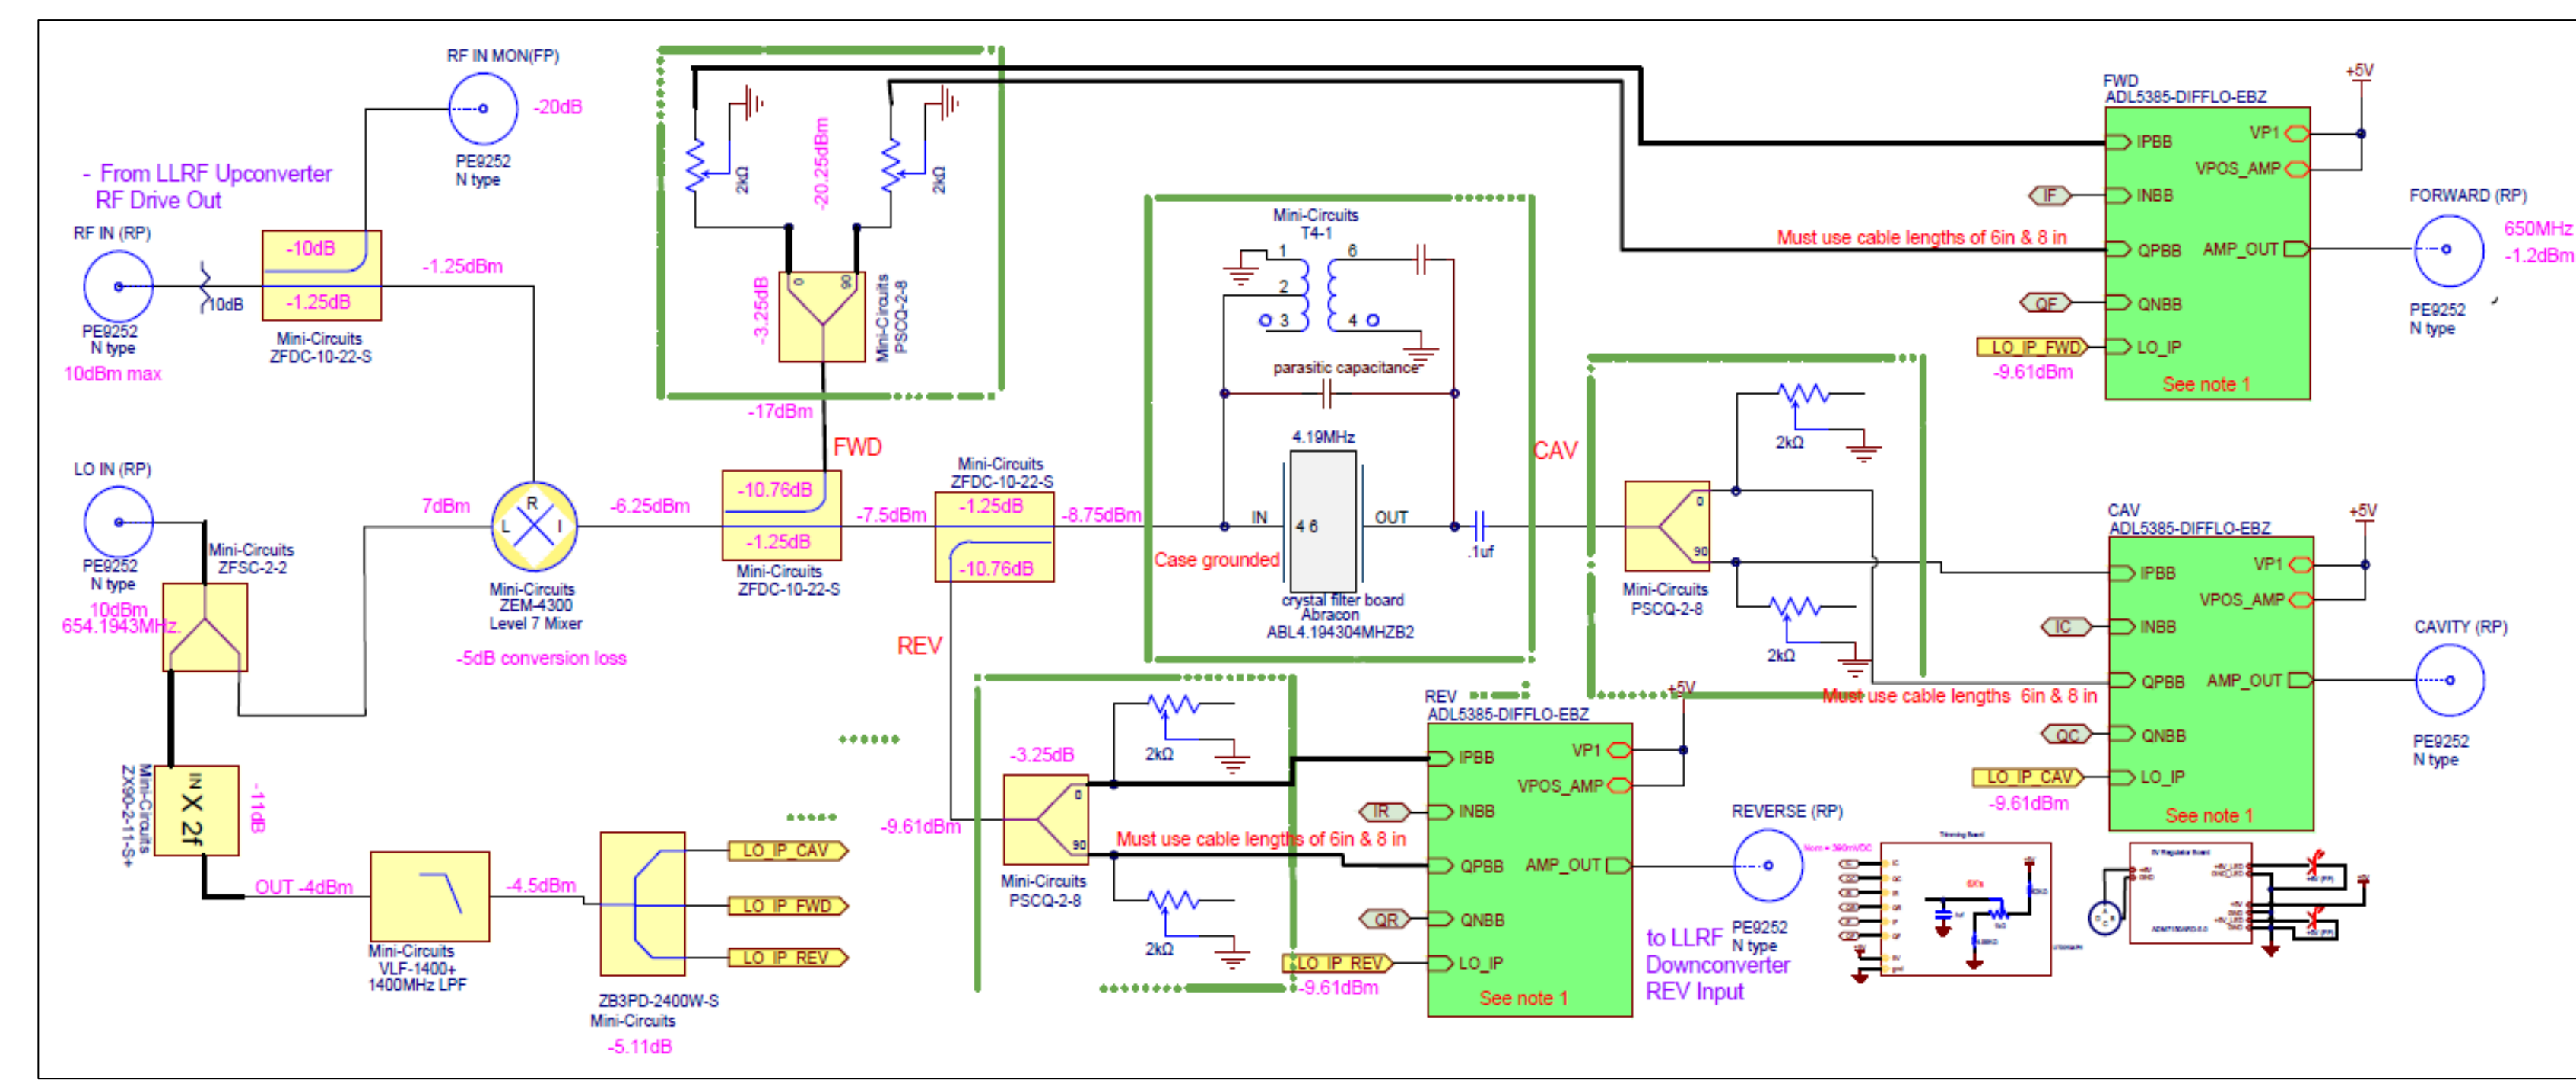 RF IN MON(FP)
-20dB
PE9252
N type
- From LLRF Upconverter
RF Drive Out
RF IN (RP)
PE9252
N type
10dBm max
10dB
-10dB
-1.25dB
Mini-Circuits
ZFDC-10-22-S
-1.25dBm
LO IN (RP)
PE9252
N type
10dBm
654.1943MHz.
Mini-Circuits
ZFSC-2-2
7dBm
R
L
I
Mini-Circuits
ZEM-4300
Level 7 Mixer
-5dB conversion loss
-6.25dBm
IN
X 2f
Mini-Circuits
ZX90-2-11-S+
-11dB
OUT -4dBm
Mini-Circuits
VLF-1400+
1400MHz LPF
-4.5dBm
LO_IP_CAV
LO_IP_FWD
LO_IP_REV
ZB3PD-2400W-S
Mini-Circuits
-5.11dB
2kΩ
-20.25dBm
2kΩ
0
90
-3.25dB
Mini-Circuits
PSCQ-2-8
-17dBm
FWD
-10.76dB
-1.25dB
Mini-Circuits
ZFDC-10-22-S
-7.5dBm
Mini-Circuits
ZFDC-10-22-S
-1.25dB
-10.76dB
-8.75dBm
REV
-9.61dBm
Mini-Circuits
T4-1
1
2
3
6
4
parasitic capacitance
4.19MHz
IN
4 6
OUT
Case grounded
crystal filter board
Abracon
ABL4.194304MHZB2
.1uf
CAV
2kΩ
0
90
Mini-Circuits
PSCQ-2-8
2kΩ
Must use cable lengths 6in & 8 in
-3.25dB
2kΩ
0
90
Must use cable lengths of 6in & 8 in
Mini-Circuits
PSCQ-2-8
2kΩ
FWD
ADL5385-DIFFLO-EBZ
+5V
IPBB
VP1
VPOS_AMP
IF
INBB
Must use cable lengths of 6in & 8 in
QPBB
AMP_OUT
QF
QNBB
LO_IP_FWD
LO_IP
-9.61dBm
See note 1
FORWARD (RP)
650MHz
-1.2dBm
PE9252
N type
CAV
ADL5385-DIFFLO-EBZ
+5V
IPBB
VP1
VPOS_AMP
IC
INBB
QPBB
AMP_OUT
QC
QNBB
LO_IP_CAV
LO_IP
-9.61dBm
See note 1
CAVITY (RP)
PE9252
N type
REV
ADL5385-DIFFLO-EBZ
+5V
IPBB
VP1
VPOS_AMP
IR
INBB
QPBB
AMP_OUT
QR
QNBB
LO_IP_REV
LO_IP
-9.61dBm
See note 1
REVERSE (RP)
PE9252
N type
to LLRF
Downconverter
REV Input
Trimming Board
5V Regulator Board